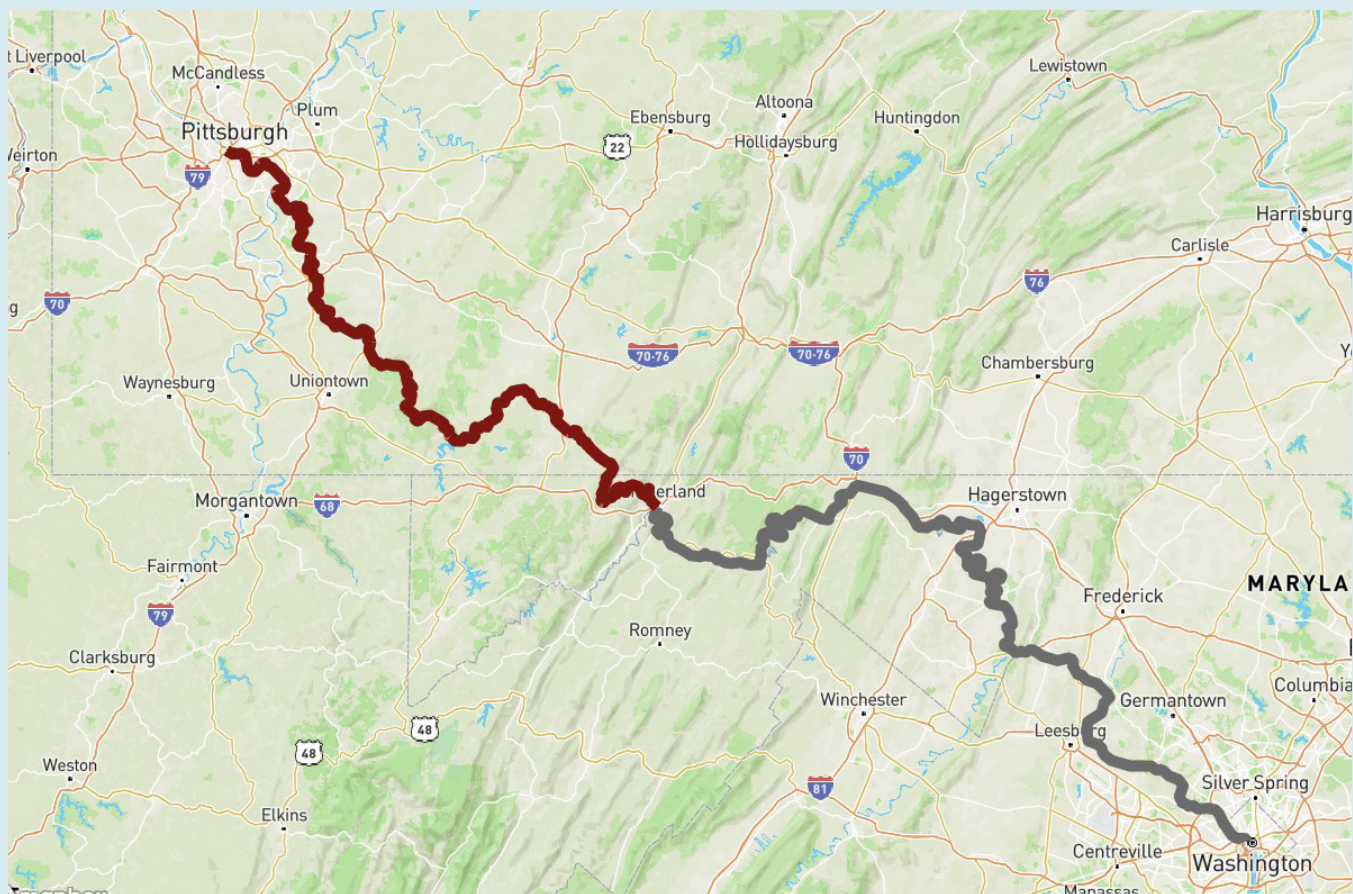 t Liverpool
McCandless
Plum
Pittsburgh
Weirton
79
Ebensburg
22
Altoona
Hollidaysburg
Huntingdon
Lewistown
Harrisburg
Carlisle
70
76
70-76
70-76
Chambersburg
Waynesburg
Uniontown
70
Morgantown
68
erland
Hagerstown
Fairmont
79
MARYLA
Frederick
Romney
Clarksburg
Winchester
Germantown
Columbia
48
48
Leesburg
Weston
81
Silver Spring
Elkins
Centreville
Washington
Manassas